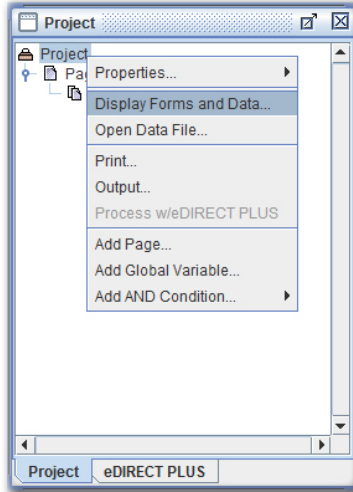 Project
Project
Properties...
Display Forms and Data...
Open Data File...
Print...
Output...
Process w/eDIRECT PLUS
Add Page...
Add Global Variable...
Add AND Condition...
Project eDIRECT PLUS